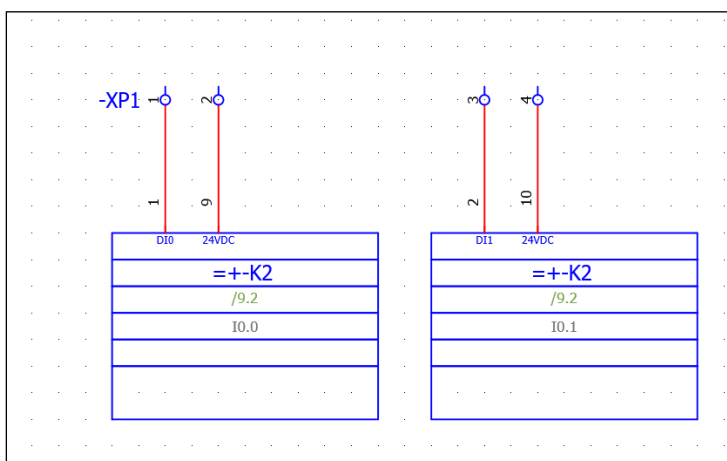 -XP1 1 2 3 4
1 9 2 10
DI0 24VDC DI1 24VDC
=+-K2 =+-K2
/9.2 /9.2
I0.0 I0.1